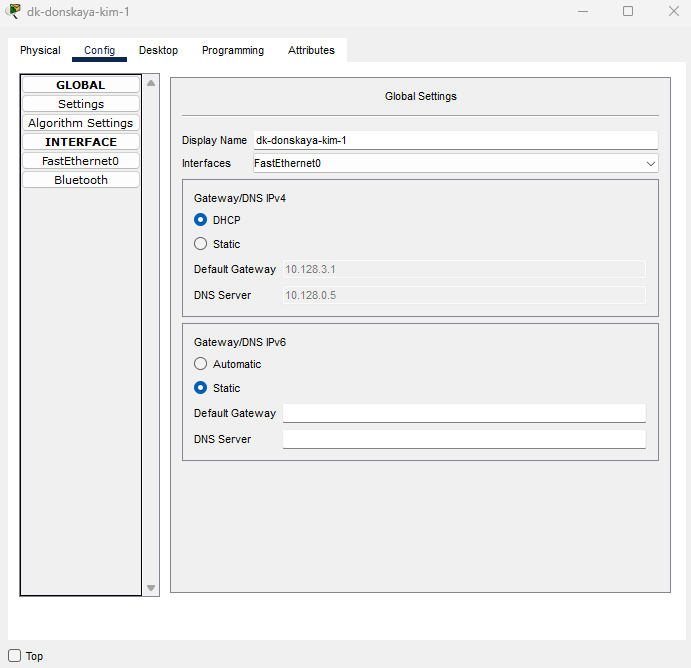 dk-donskaya-kim-1
Physical Config Desktop Programming Attributes
GLOBAL
Settings
Algorithm Settings
INTERFACE
FastEthernet0
Bluetooth
Global Settings
Display Name dk-donskaya-kim-1
Interfaces FastEthernet0
Gateway/DNS IPv4
DHCP
Static
Default Gateway 10.128.3.1
DNS Server 10.128.0.5
Gateway/DNS IPv6
Automatic
Static
Default Gateway
DNS Server
Top